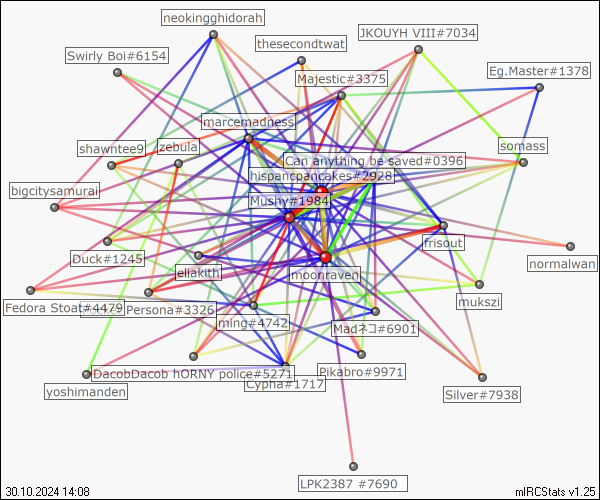 neokingghidorah
JKOUYH VIII#7034
thesecondtwat
Swirly Boi#6154
Eg.Master#1378
Majestic#3375
marcemadness
shawntee9
zebula
somass
Can anything be saved#0396
hispancpancakes#2928
bigcitysamurai
Mushy#1984
frisout
Duck#1245
normalwan
eliakith
moonraven
mukszi
Fedora Stoat#4479
Persona#3326
ming#4742
Madネコ#6901
DacobDacob hORNY police#5271
Pikabro#9971
Cypha#1717
yoshimanden
Silver#7938
LPK2387 #7690
30.10.2024 14:08
mIRCStats v1.25